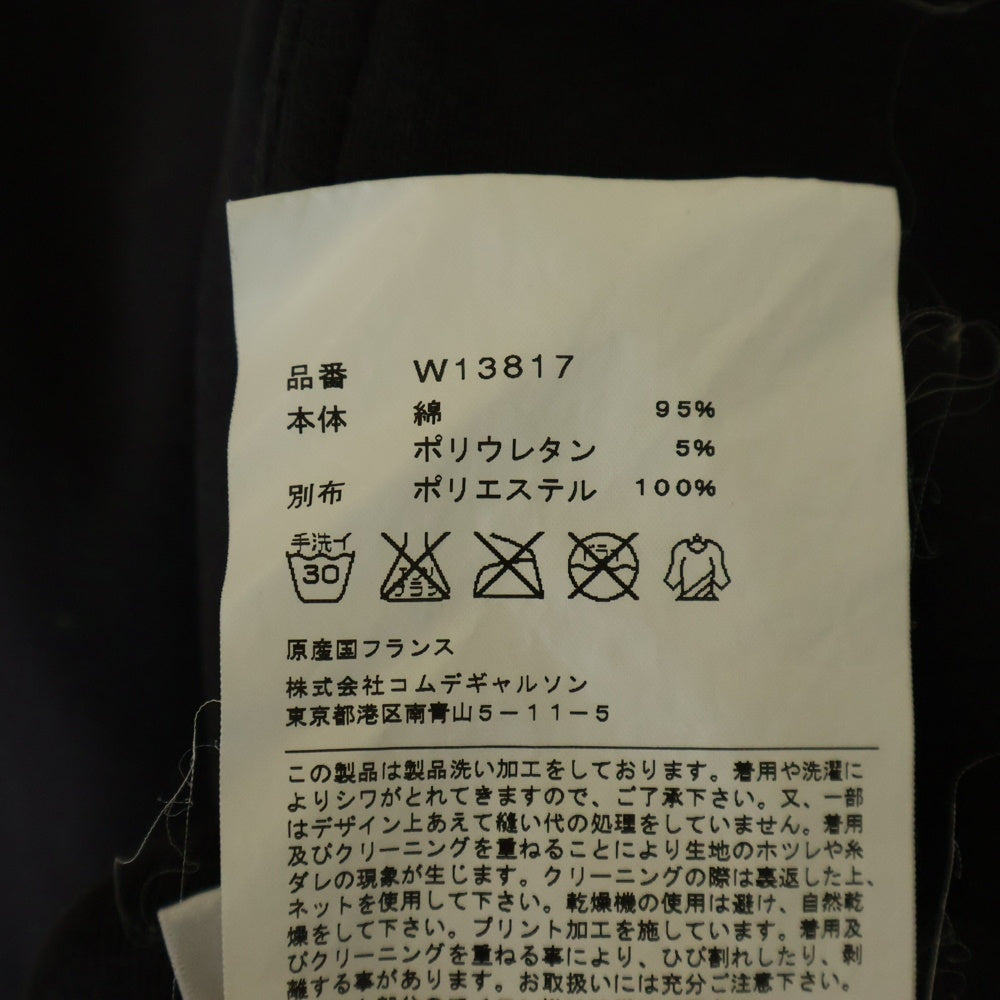 品番 W13817
本体 綿 95%
ポリウレタン 5%
別布 ポリエステル 100%
手洗イ 30 エンソ サラシ ドライ
原産国フランス
株式会社コムデギャルソン
東京都港区南青山5-11-5
この製品は製品洗い加工をしております。着用や洗濯に
よりシワがとれてきますので、ご了承下さい。又、一部
はデザイン上あえて縫い代の処理をしていません。着用
及びクリーニングを重ねることにより生地のホツレや糸
ダレの現象が生じます。クリーニングの際は裏返した上、
ネットを使用して下さい。乾燥機の使用は避け、自然乾
燥をして下さい。プリント加工を施しています。着用及
びクリーニングを重ねる事により、ひび割れしたり、剥
離する事があります。お取扱いには充分ご注意下さい。